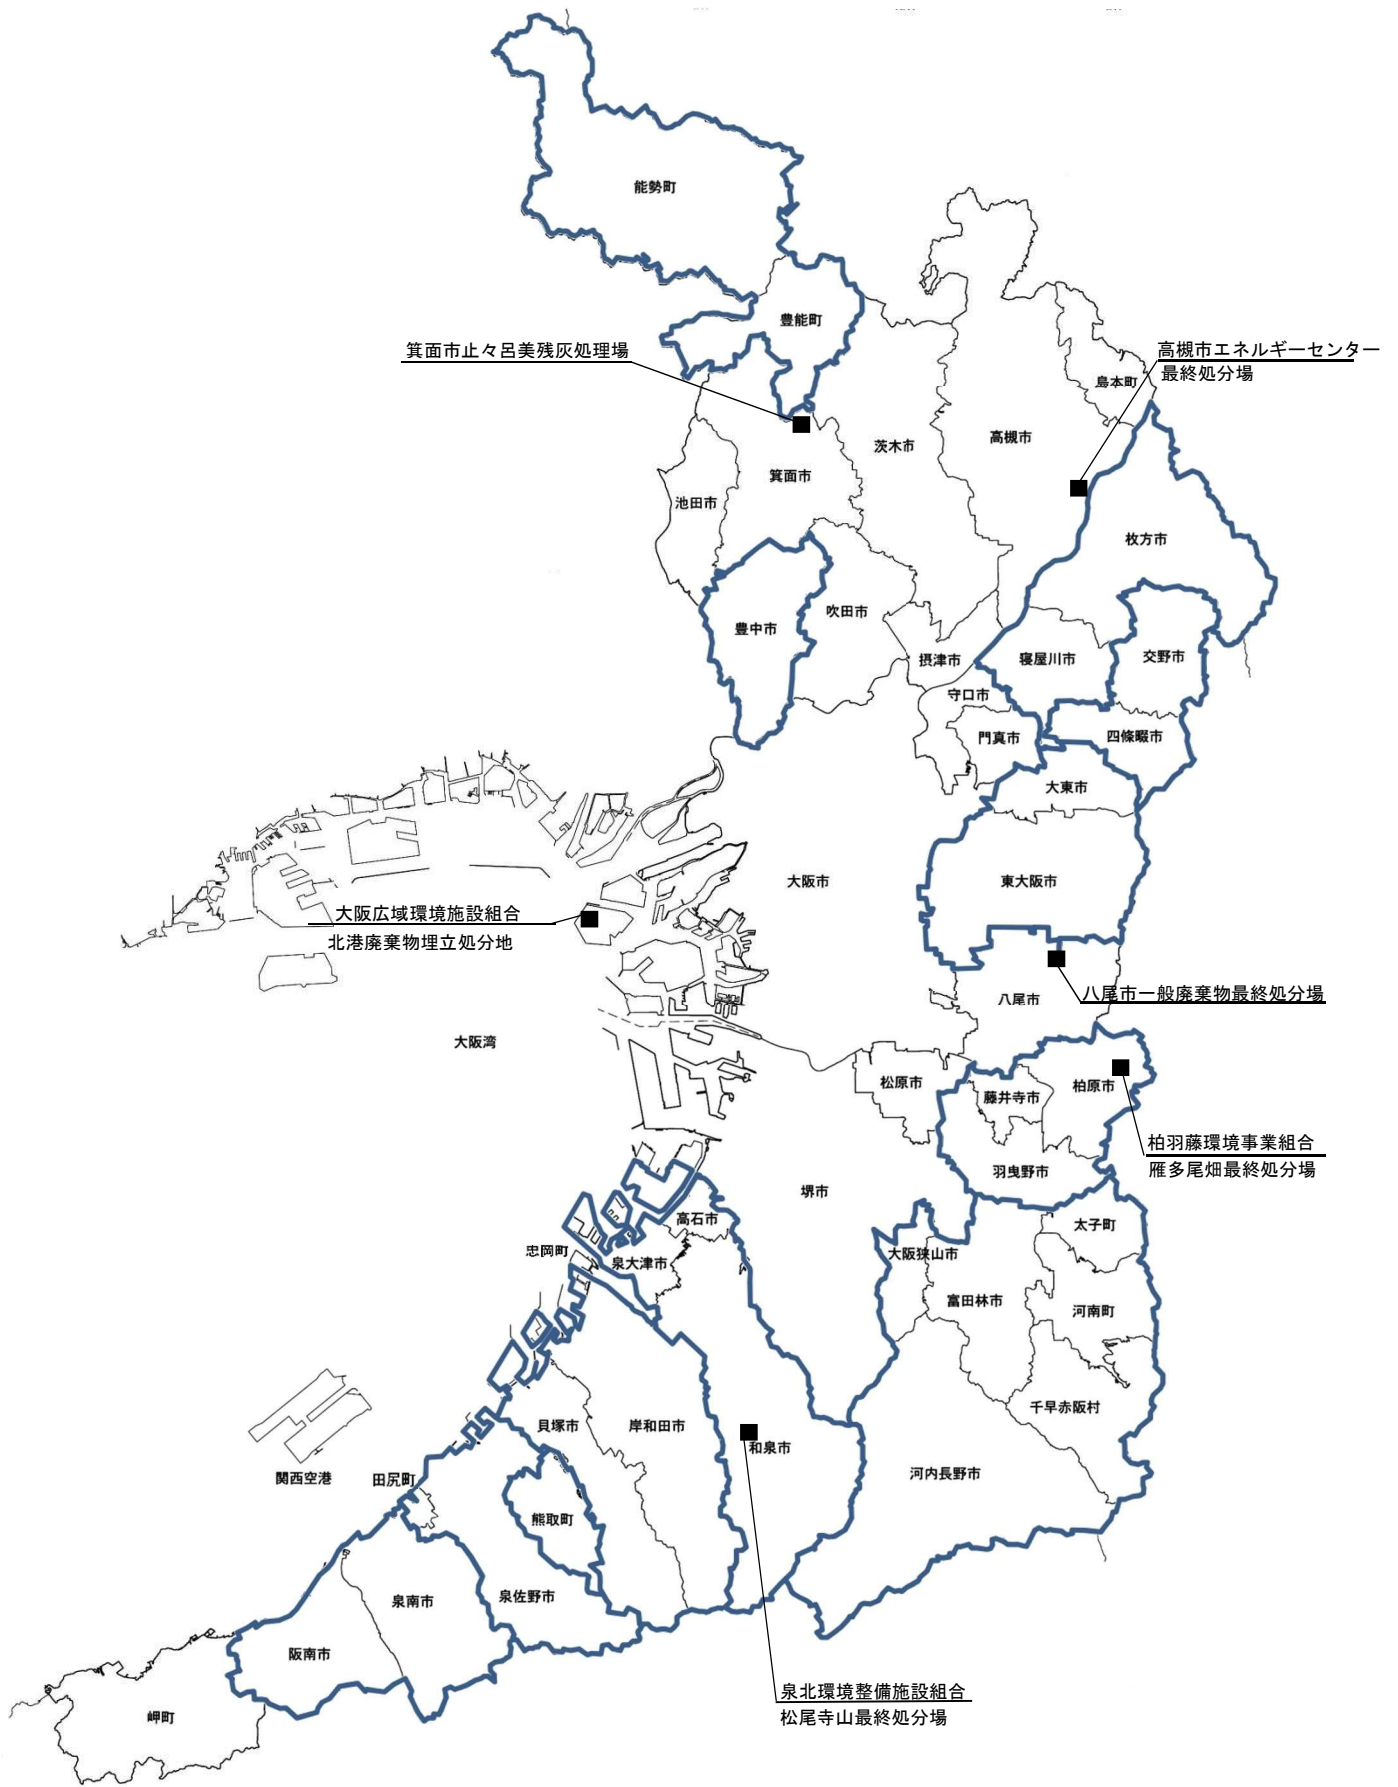 能勢町
豊能町
箕面市止々呂美残灰処理場
高槻市エネルギーセンター
最終処分場
島本町
高槻市
茨木市
箕面市
池田市
枚方市
吹田市
豊中市
摂津市
寝屋川市
交野市
守口市
門真市
四條畷市
大東市
大阪市
東大阪市
大阪広域環境施設組合
北港廃棄物埋立処分地
八尾市一般廃棄物最終処分場
八尾市
大阪湾
松原市
藤井寺市
柏原市
柏羽藤環境事業組合
雁多尾畑最終処分場
羽曳野市
堺市
高石市
太子町
忠岡町
泉大津市
大阪狭山市
富田林市
河南町
千早赤阪村
貝塚市
岸和田市
和泉市
河内長野市
関西空港
田尻町
熊取町
泉南市
泉佐野市
阪南市
泉北環境整備施設組合
松尾寺山最終処分場
岬町